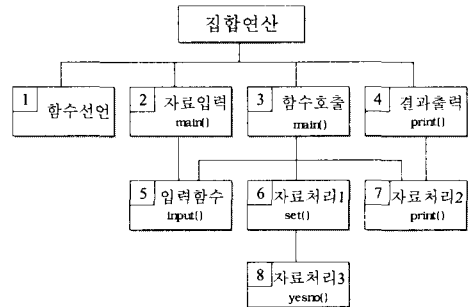 집합연산
1 함수선언
2 자료입력
main()
3 함수호출
main()
4 결과출력
print()
5 입력함수
input()
6 자료처리1
set()
7 자료처리2
print()
8 자료처리3
yesno()